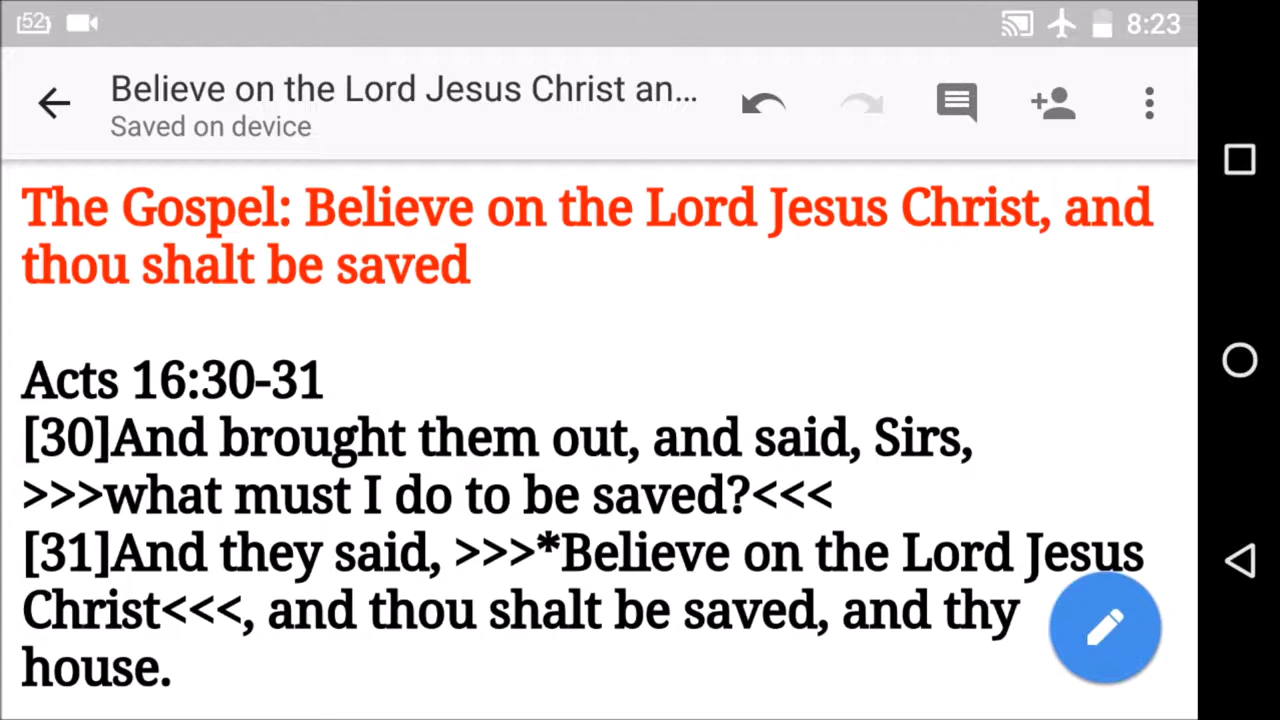 52
8:23
Believe on the Lord Jesus Christ an...
Saved on device
The Gospel: Believe on the Lord Jesus Christ, and
thou shalt be saved
Acts 16:30-31
[30]And brought them out, and said, Sirs,
>>>what must I do to be saved?<<<
[31]And they said, >>>*Believe on the Lord Jesus
Christ<<<, and thou shalt be saved, and thy
house.